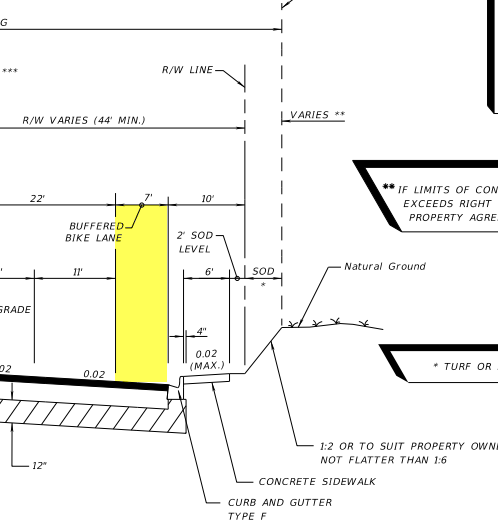 G
***
R/W LINE
R/W VARIES (44' MIN.)
VARIES **
** IF LIMITS OF CON
EXCEEDS RIGHT
PROPERTY AGRE
22'
7'
10'
BUFFERED
BIKE LANE
2' SOD
LEVEL
11'
6'
SOD
*
Natural Ground
GRADE
4"
0.02
(MAX.)
02
0.02
* TURF OR
1:2 OR TO SUIT PROPERTY OWNE
NOT FLATTER THAN 1:6
12"
CONCRETE SIDEWALK
CURB AND GUTTER
TYPE F